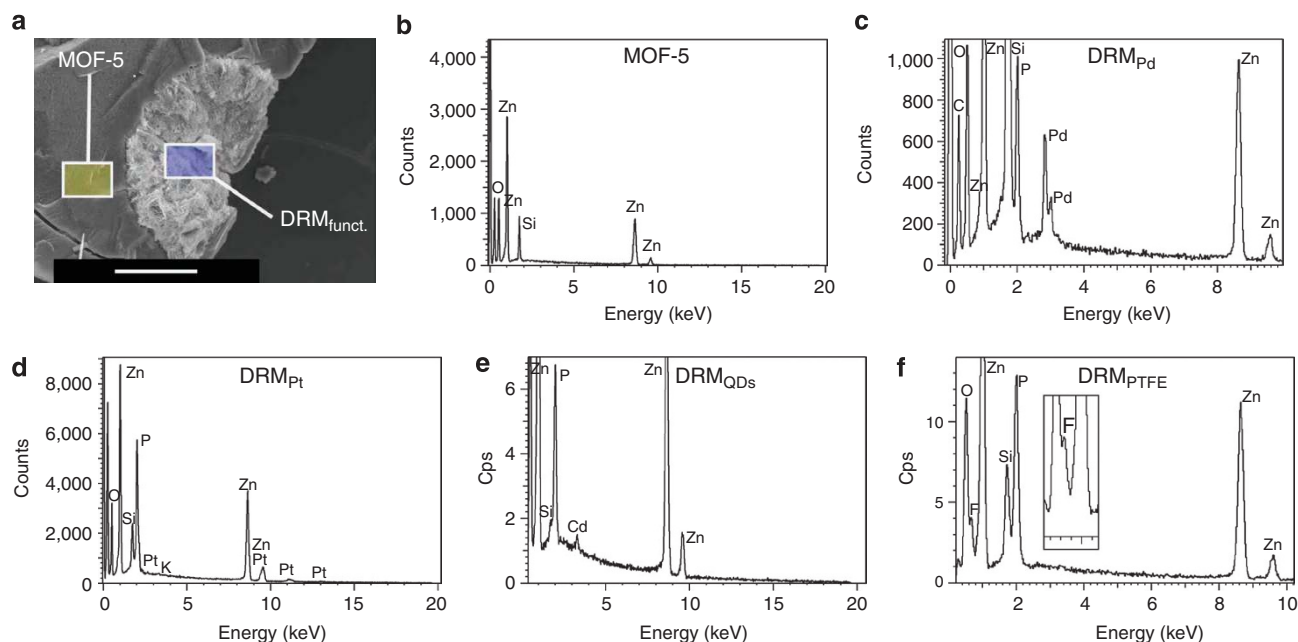 a
MOF-5
DRMfunct.
b
MOF-5
Counts
4,000
3,000
2,000
1,000
0
Zn
O
Zn
Si
Zn
Zn
0 5 10 15 20
Energy (keV)
c
DRMPd
Counts
1,000
800
600
400
200
0
O
C
Zn
Zn
Si
P
Pd
Pd
Zn
Zn
0 2 4 6 8
Energy (keV)
d
DRMPt
Counts
8,000
6,000
4,000
2,000
0
Zn
P
O
Si
Pt
K
Zn
Zn
Pt
Pt
Pt
0 5 10 15 20
Energy (keV)
e
DRMQDs
Cps
6
4
2
0
Zn
P
Si
Cd
Zn
Zn
5 10 15 20
Energy (keV)
f
DRMPTFE
Cps
10
5
0
O
F
Zn
Si
P
F
Zn
Zn
2 4 6 8 10
Energy (keV)